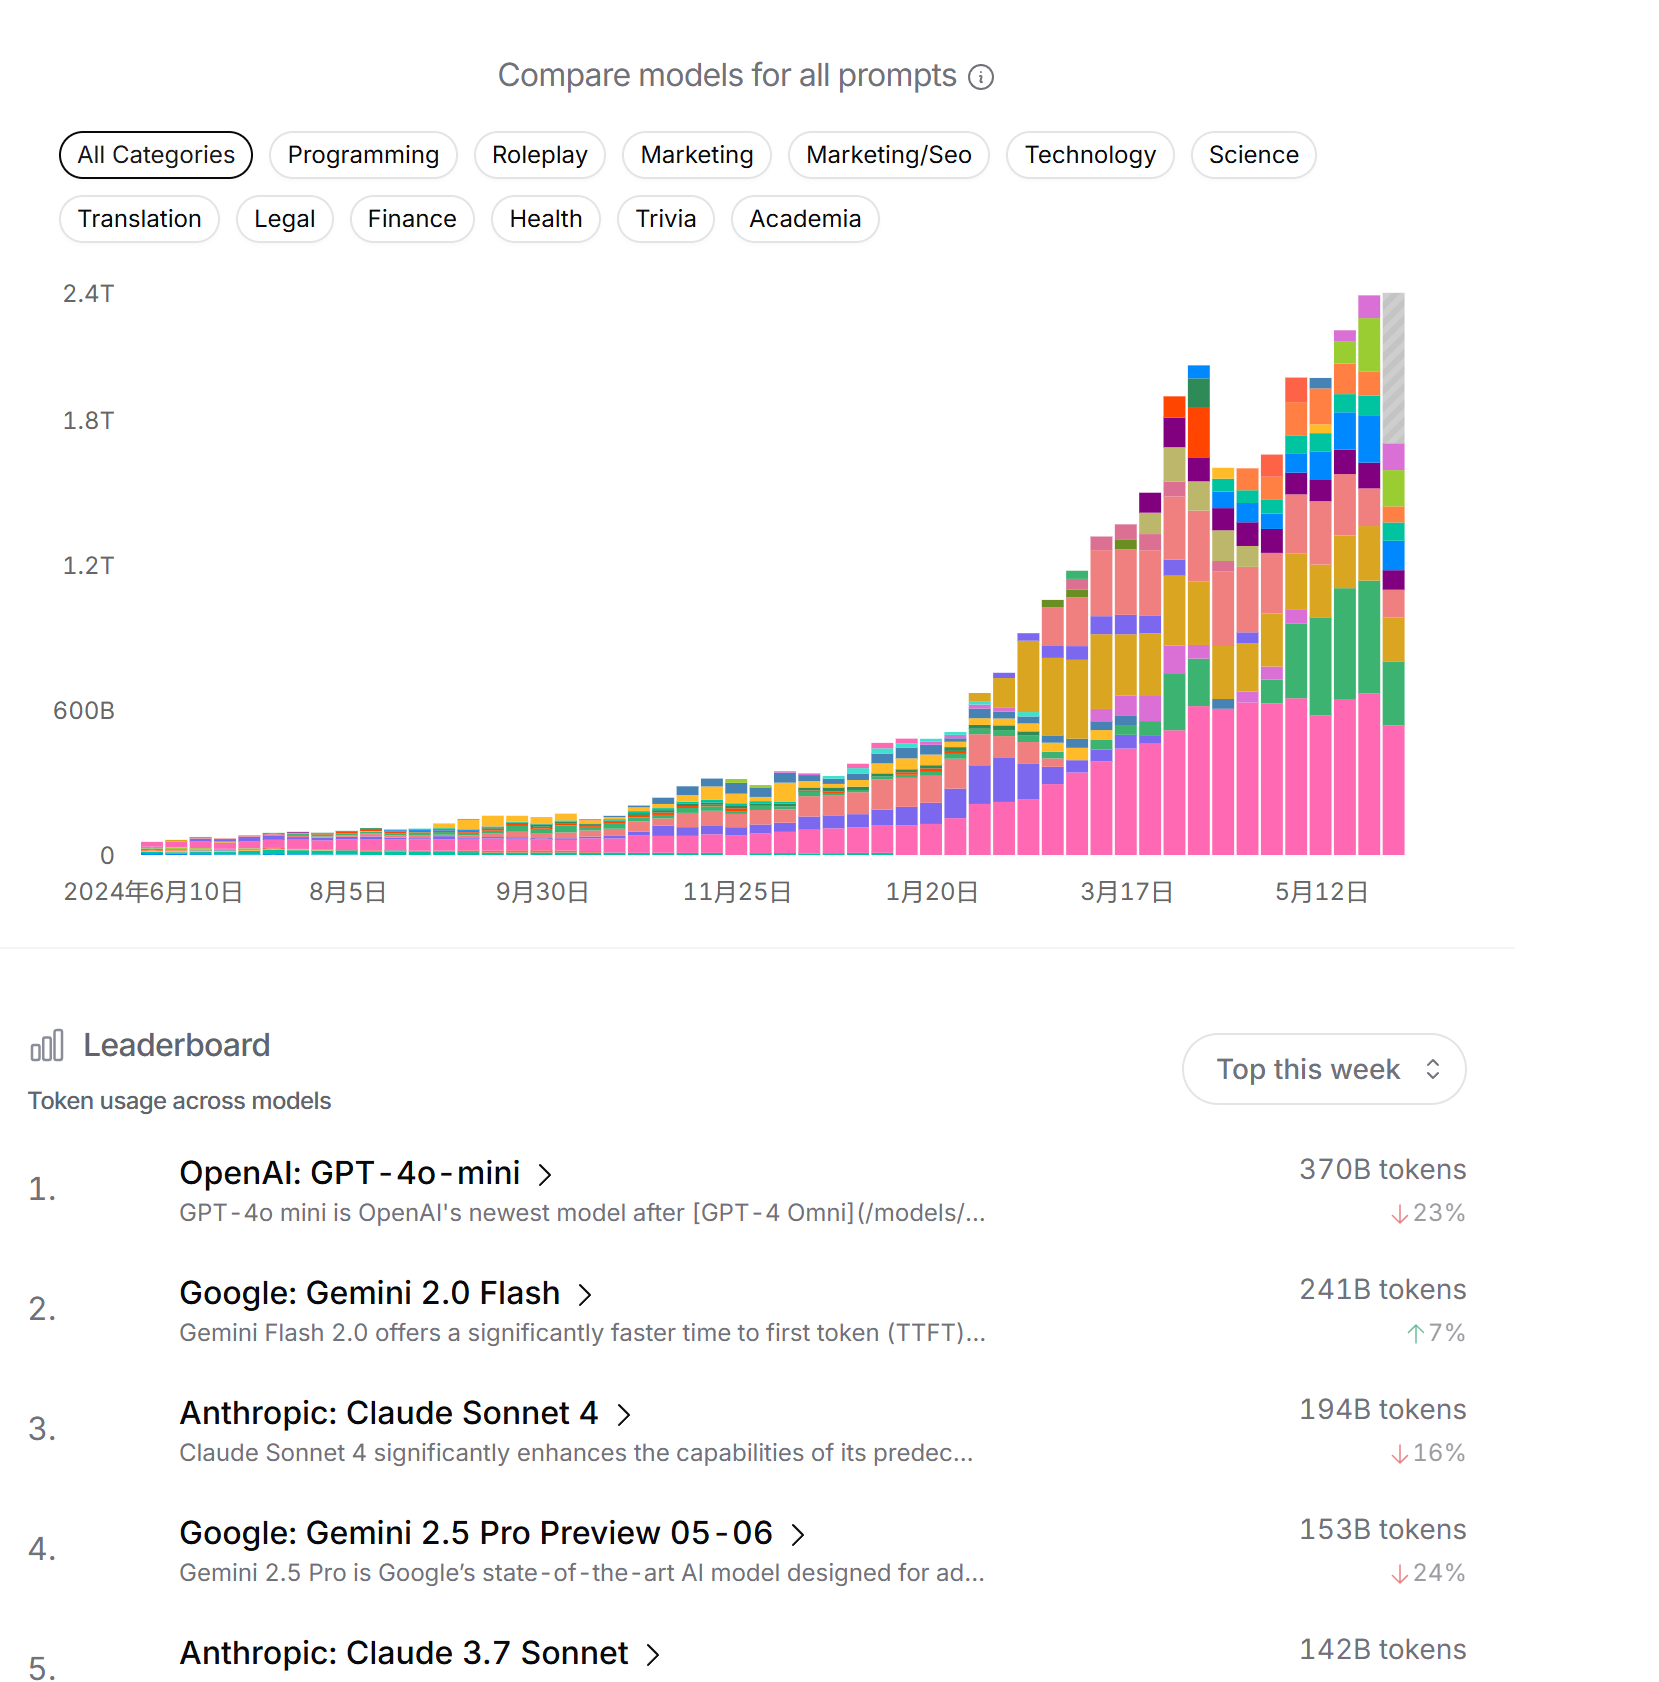 Compare models for all prompts
All Categories Programming Roleplay Marketing Marketing/Seo Technology Science
Translation Legal Finance Health Trivia Academia
2.4T
1.8T
1.2T
600B
0
2024年6月10日 8月5日 9月30日 11月25日 1月20日 3月17日 5月12日
Leaderboard
Top this week
Token usage across models
1. OpenAI: GPT-4o-mini 370B tokens
GPT-4o mini is OpenAI's newest model after [GPT-4 Omni](/models/... ↓23%
2. Google: Gemini 2.0 Flash 241B tokens
Gemini Flash 2.0 offers a significantly faster time to first token (TTFT)... ↑7%
3. Anthropic: Claude Sonnet 4 194B tokens
Claude Sonnet 4 significantly enhances the capabilities of its predec... ↓16%
4. Google: Gemini 2.5 Pro Preview 05-06 153B tokens
Gemini 2.5 Pro is Google’s state-of-the-art AI model designed for ad... ↓24%
5. Anthropic: Claude 3.7 Sonnet 142B tokens